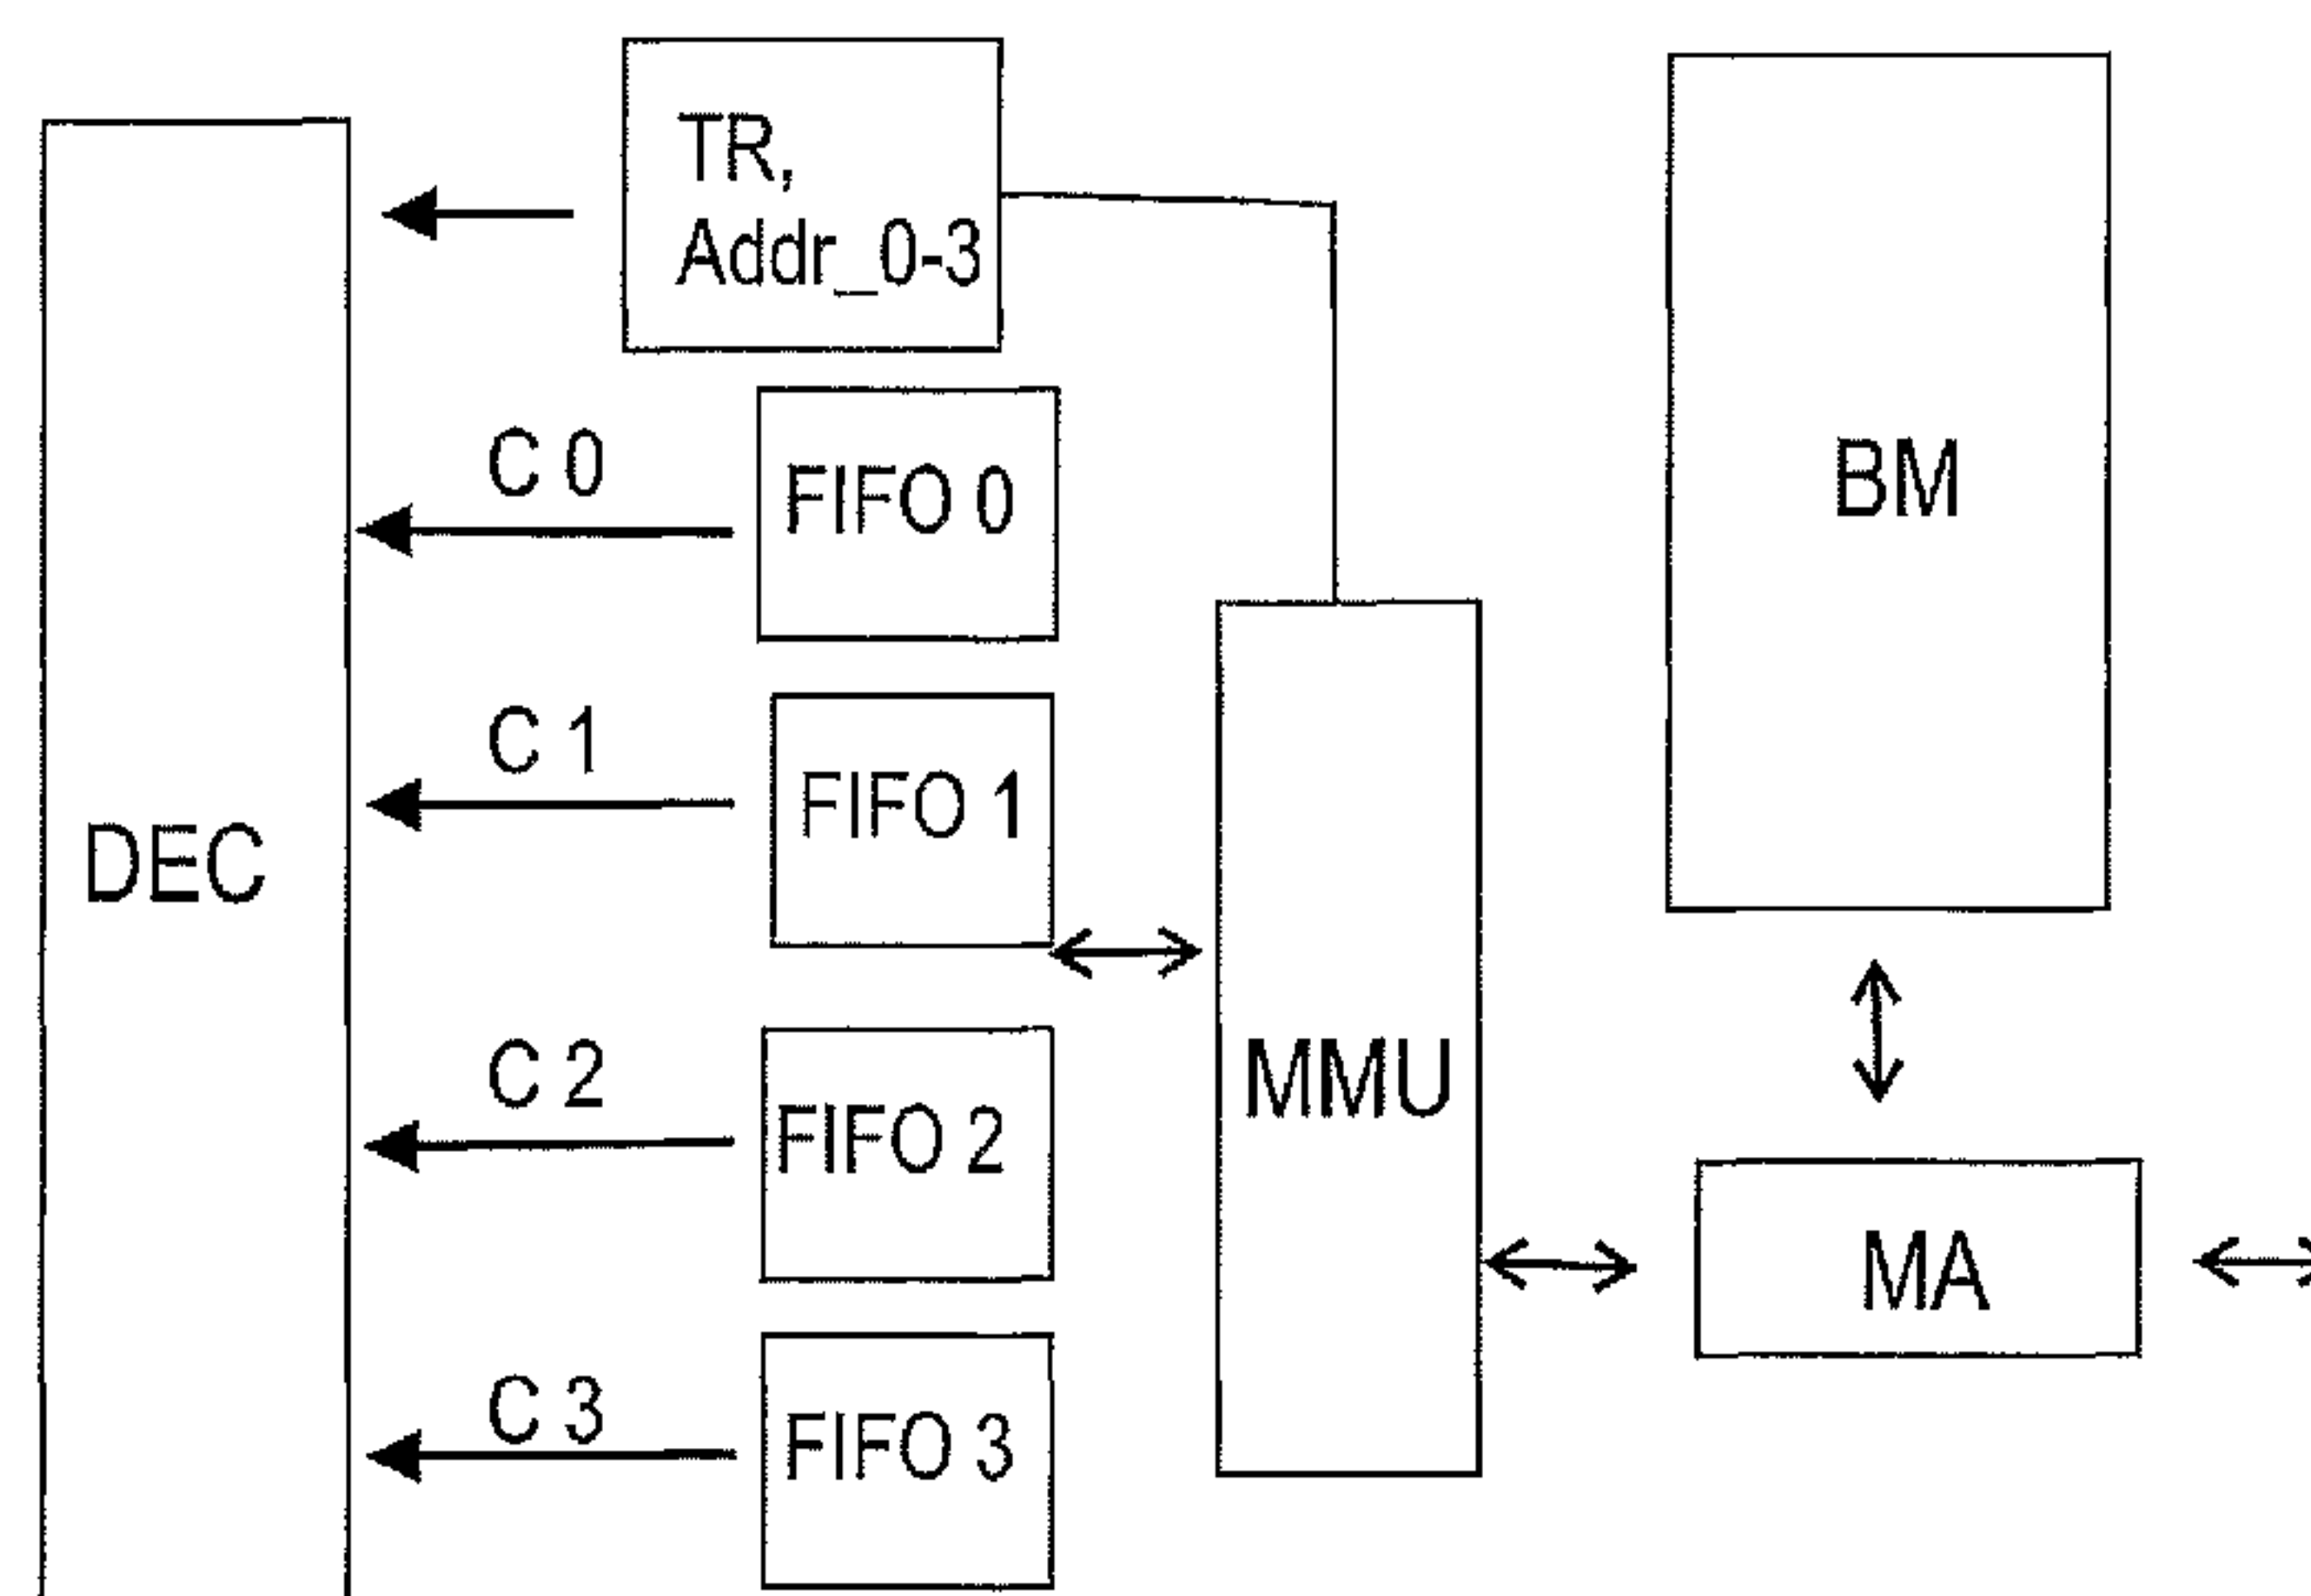 TR,
Addr_0-3
C 0
FIFO 0
BM
C 1
FIFO 1
DEC
C 2
FIFO 2
MMU
MA
C 3
FIFO 3